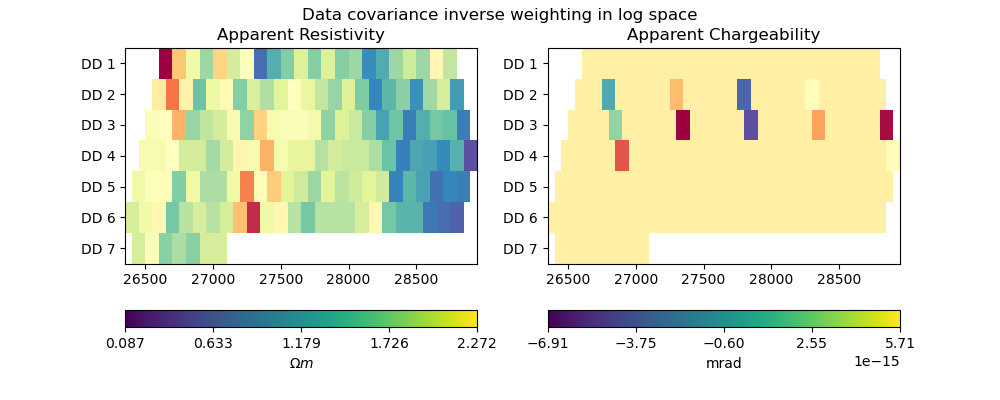 Data covariance inverse weighting in log space
Apparent Resistivity
DD 1
DD 2
DD 3
DD 4
DD 5
DD 6
DD 7
26500 27000 27500 28000 28500
0.087 0.633 1.179 1.726 2.272
Ωm
Apparent Chargeability
DD 1
DD 2
DD 3
DD 4
DD 5
DD 6
DD 7
26500 27000 27500 28000 28500
−6.91 −3.75 −0.60 2.55 5.71
1e−15
mrad